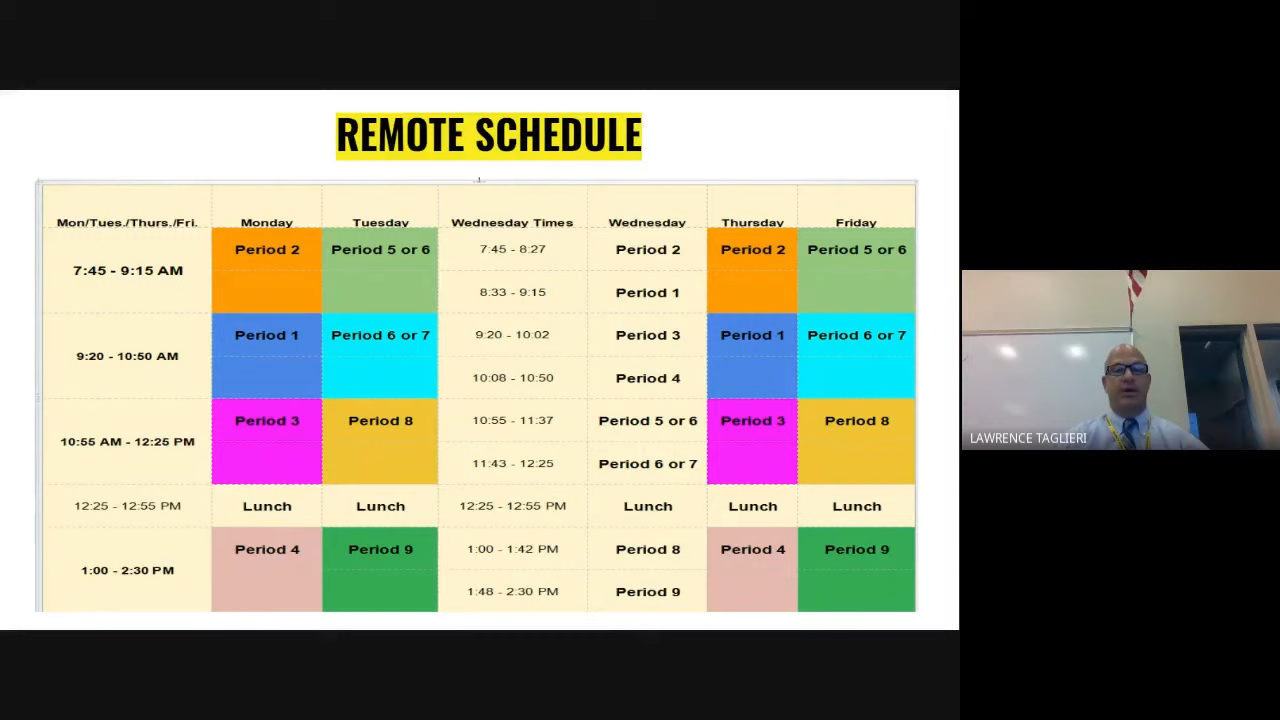 REMOTE SCHEDULE
Mon/Tues./Thurs./Fri. Monday Tuesday Wednesday Times Wednesday Thursday Friday
7:45 - 9:15 AM Period 2 Period 5 or 6 7:45 - 8:27 Period 2 Period 2 Period 5 or 6
8:33 - 9:15 Period 1
9:20 - 10:50 AM Period 1 Period 6 or 7 9:20 - 10:02 Period 3 Period 1 Period 6 or 7
10:08 - 10:50 Period 4
10:55 AM - 12:25 PM Period 3 Period 8 10:55 - 11:37 Period 5 or 6 Period 3 Period 8
11:43 - 12:25 Period 6 or 7
12:25 - 12:55 PM Lunch Lunch 12:25 - 12:55 PM Lunch Lunch Lunch
1:00 - 2:30 PM Period 4 Period 9 1:00 - 1:42 PM Period 8 Period 4 Period 9
1:48 - 2:30 PM Period 9
LAWRENCE TAGLIERI